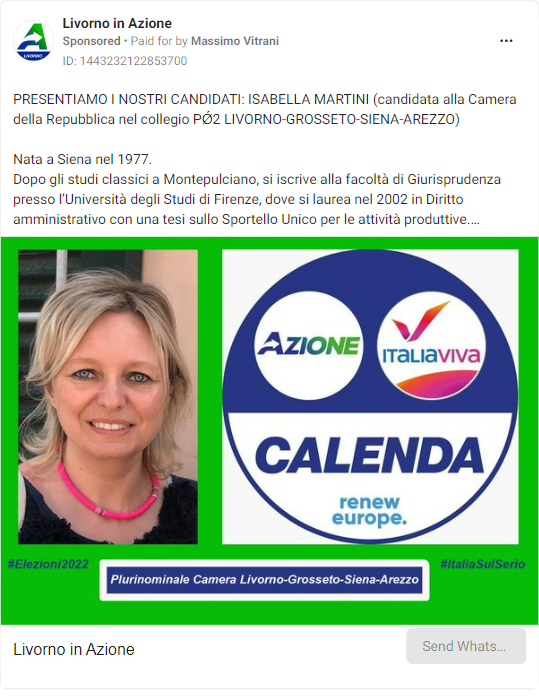 Livorno in Azione
Sponsored • Paid for by Massimo Vitrani
ID: 1443232122853700
PRESENTIAMO I NOSTRI CANDIDATI: ISABELLA MARTINI (candidata alla Camera
della Repubblica nel collegio PØ2 LIVORNO-GROSSETO-SIENA-AREZZO)
Nata a Siena nel 1977.
Dopo gli studi classici a Montepulciano, si iscrive alla facoltà di Giurisprudenza
presso l'Università degli Studi di Firenze, dove si laurea nel 2002 in Diritto
amministrativo con una tesi sullo Sportello Unico per le attività produttive....
LIVORNO
AZIONE
ITALIAVIVA
CALENDA
renew
europe.
#Elezioni2022
#ItaliaSulSerio
Plurinominale Camera Livorno-Grosseto-Siena-Arezzo
Livorno in Azione
Send Whats...